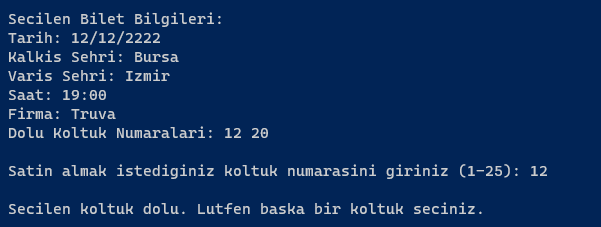 Secilen Bilet Bilgileri:
Tarih: 12/12/2222
Kalkis Sehri: Bursa
Varis Sehri: Izmir
Saat: 19:00
Firma: Truva
Dolu Koltuk Numaralari: 12 20
Satin almak istediginiz koltuk numarasini giriniz (1-25): 12
Secilen koltuk dolu. Lutfen baska bir koltuk seciniz.